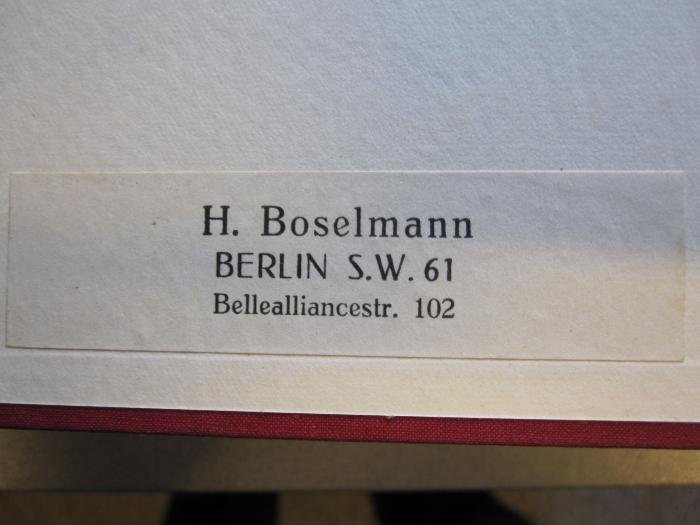 H. Boselmann
BERLIN S.W. 61
Bellealliancestr. 102